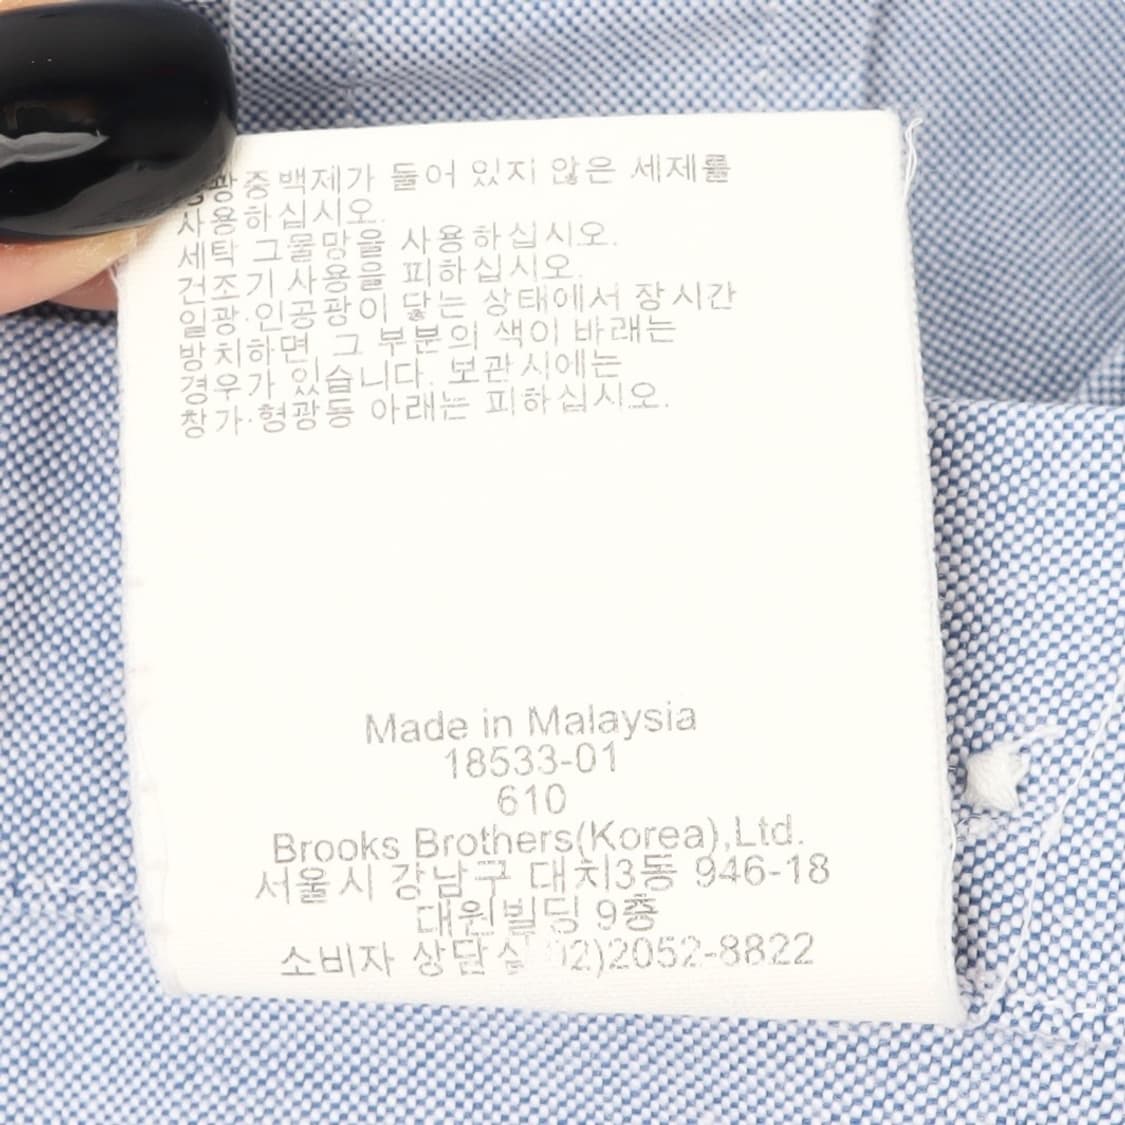 형광증백제가 들어 있지 않은 세제를
사용하십시오.
세탁 그물망을 사용하십시오.
건조기 사용을 피하십시오.
일광·인공광이 닿는 상태에서 장시간
방치하면, 그 부분의 색이 바래는
경우가 있습니다. 보관시에는
창가·형광등 아래는 피하십시오.
Made in Malaysia
18533-01
610
Brooks Brothers(Korea),Ltd.
서울시 강남구 대치3동 946-18
대원빌딩 9층
소비자 상담실 02)2052-8822